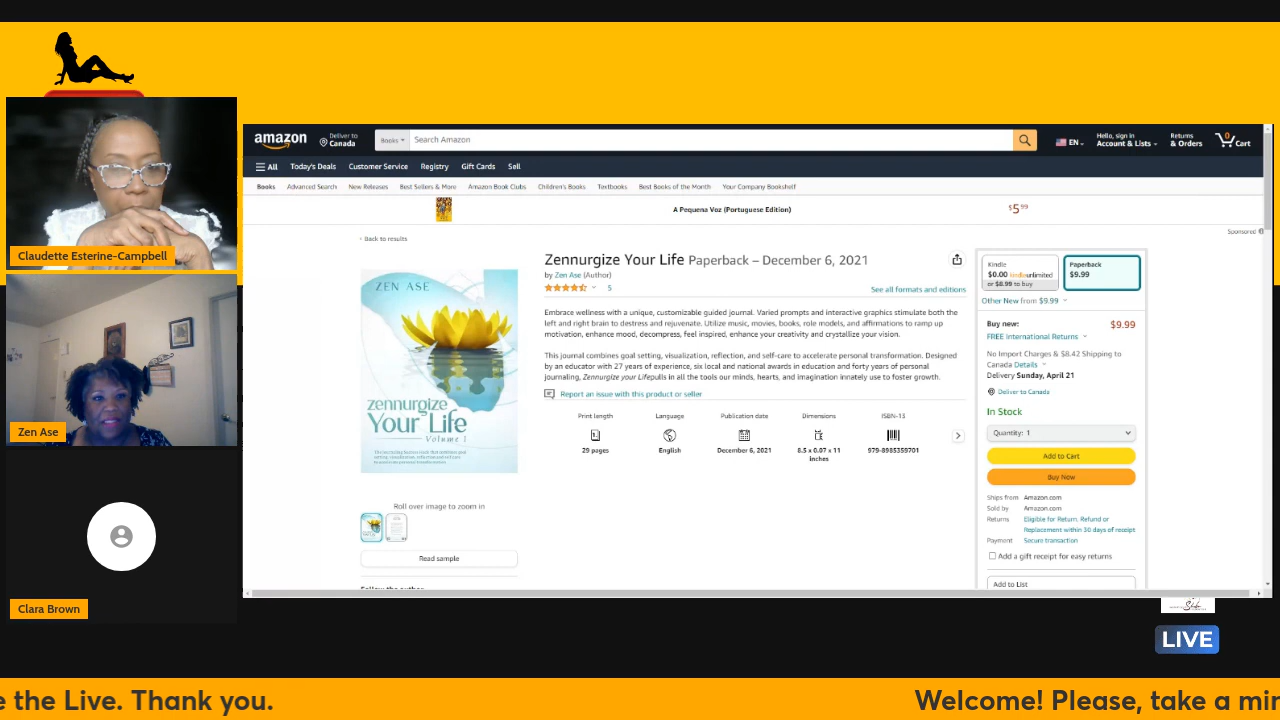 Claudette Esterine-Campbell
Zen Ase
Clara Brown
amazon
Deliver to
Canada
Books
Search Amazon
EN
Hello, sign in
Account & Lists
Returns
& Orders
0
Cart
All
Today's Deals
Customer Service
Registry
Gift Cards
Sell
Books
Advanced Search
New Releases
Best Sellers & More
Amazon Book Clubs
Children's Books
Textbooks
Best Books of the Month
Your Company Bookshelf
A Pequena Voz (Portuguese Edition)
$5 99
Sponsored
‹ Back to results
ZEN ASE
zennurgize
Your Life
Volume 1
Roll over image to zoom in
Read sample
Zennurgize Your Life Paperback – December 6, 2021
by Zen Ase (Author)
5
See all formats and editions
Embrace wellness with a unique, customizable guided journal. Varied prompts and interactive graphics stimulate both the
left and right brain to destress and rejuvenate. Utilize music, movies, books, role models, and affirmations to ramp up
motivation, enhance mood, decompress, feel inspired, enhance your creativity and crystallize your vision.
This journal combines goal setting, visualization, reflection, and self-care to accelerate personal transformation. Designed
by an educator with 27 years of experience, six local and national awards in education and forty years of personal
journaling, Zennurgize your Lifepulls in all the tools our minds, hearts, and imagination innately use to foster growth.
Report an issue with this product or seller
Print length
29 pages
Language
English
Publication date
December 6, 2021
Dimensions
8.5 x 0.07 x 11
inches
ISBN-13
979-8985359701
Kindle
$0.00 kindleunlimited
or $8.99 to buy
Paperback
$9.99
Other New from $9.99
Buy new:
$9.99
FREE International Returns
No Import Charges & $8.42 Shipping to
Canada Details
Delivery Sunday, April 21
Deliver to Canada
In Stock
Quantity: 1
Add to Cart
Buy Now
Ships from Amazon.com
Sold by Amazon.com
Returns Eligible for Return, Refund or
Replacement within 30 days of receipt
Payment Secure transaction
Add a gift receipt for easy returns
Add to List
LIVE
e the Live. Thank you.
Welcome! Please, take a min